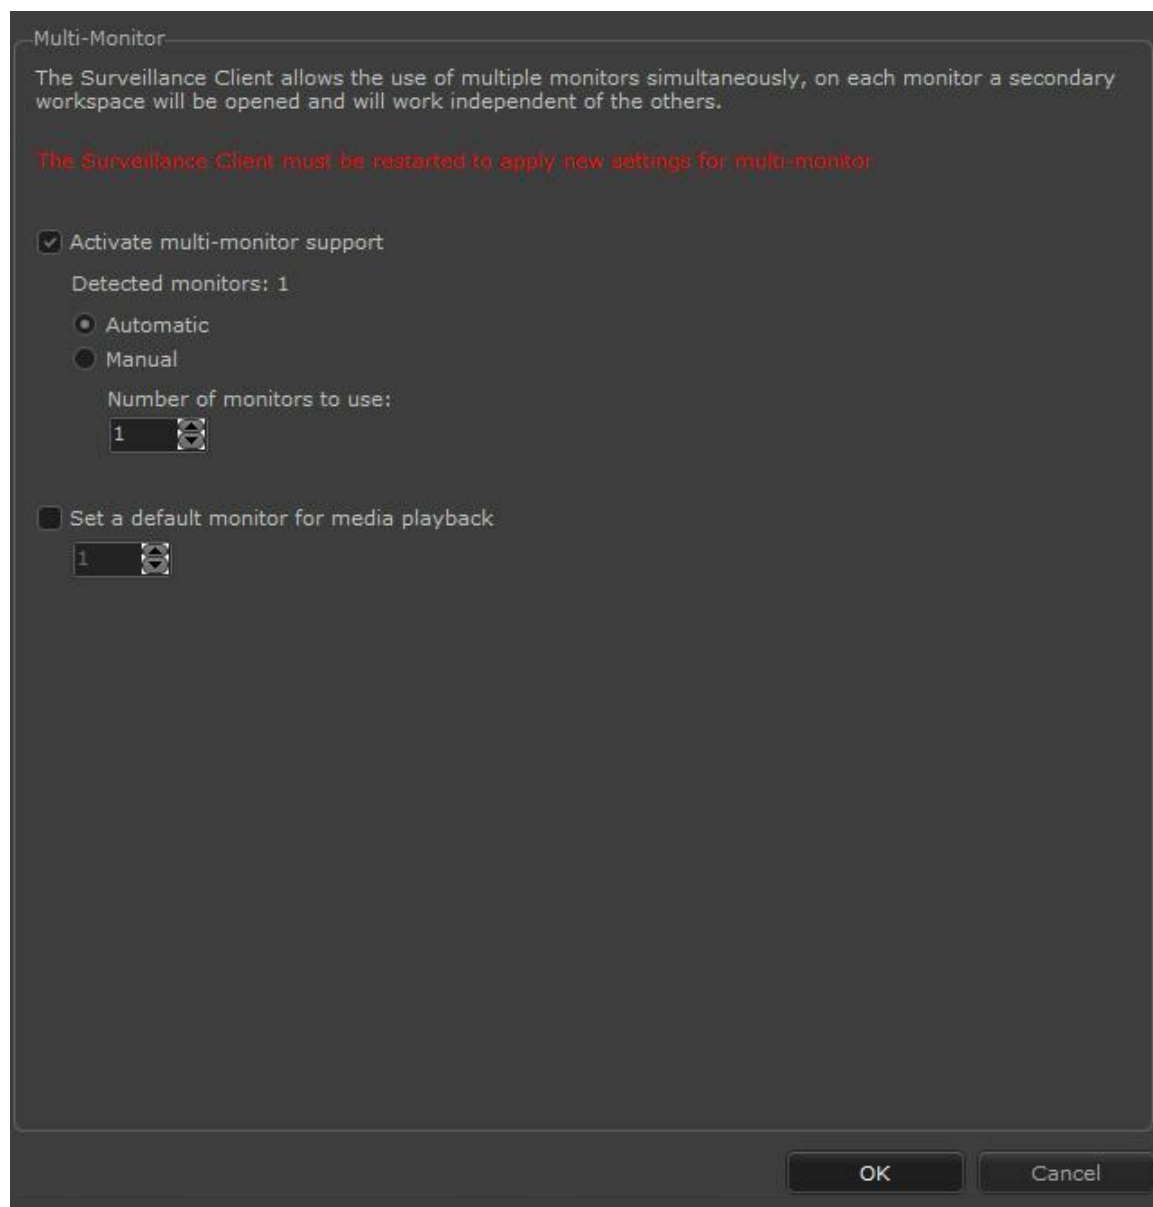 Multi-Monitor
The Surveillance Client allows the use of multiple monitors simultaneously, on each monitor a secondary
workspace will be opened and will work independent of the others.
The Surveillance Client must be restarted to apply new settings for multi-monitor
Activate multi-monitor support
Detected monitors: 1
Automatic
Manual
Number of monitors to use:
1
Set a default monitor for media playback
1
OK Cancel